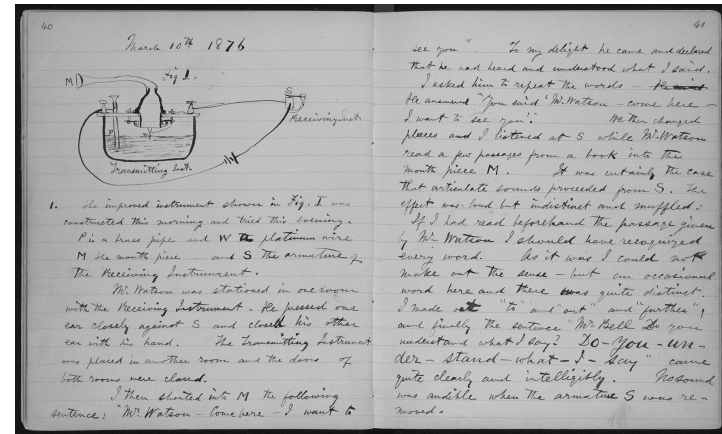 40
March 10th 1876
Fig 1.
M
S
Receiving Inst.
P
W
Transmitting Inst.
1. The improved instrument shown in Fig. I was
constructed this morning and tried this evening.
P is a brass pipe and W the platinum wire
M the mouth piece — and S the armature of
the Receiving Instrument.
Mr. Watson was stationed in one room
with the Receiving Instrument. He pressed one
ear closely against S and closed his other
ear with his hand. The Transmitting Instrument
was placed in another room and the doors of
both rooms were closed.
I then shouted into M the following
sentence: "Mr. Watson — Come here — I want to
41
see you". To my delight he came and declared
that he had heard and understood what I said.
I asked him to repeat the words —
He answered "You said 'Mr. Watson — come here —
I want to see you'." We then changed
places and I listened at S while Mr. Watson
read a few passages from a book into the
mouth piece M. It was certainly the case
that articulate sounds proceeded from S. The
effect was loud but indistinct and muffled.
If I had read beforehand the passage given
by Mr. Watson I should have recognized
every word. As it was I could not
make out the sense — but an occasional
word here and there was quite distinct.
I made out "to" and "out" and "further";
and finally the sentence "Mr. Bell Do you
understand what I say? Do — you — un-
der — stand — what — I — say" came
quite clearly and intelligibly. No sound
was audible when the armature S was re-
moved.